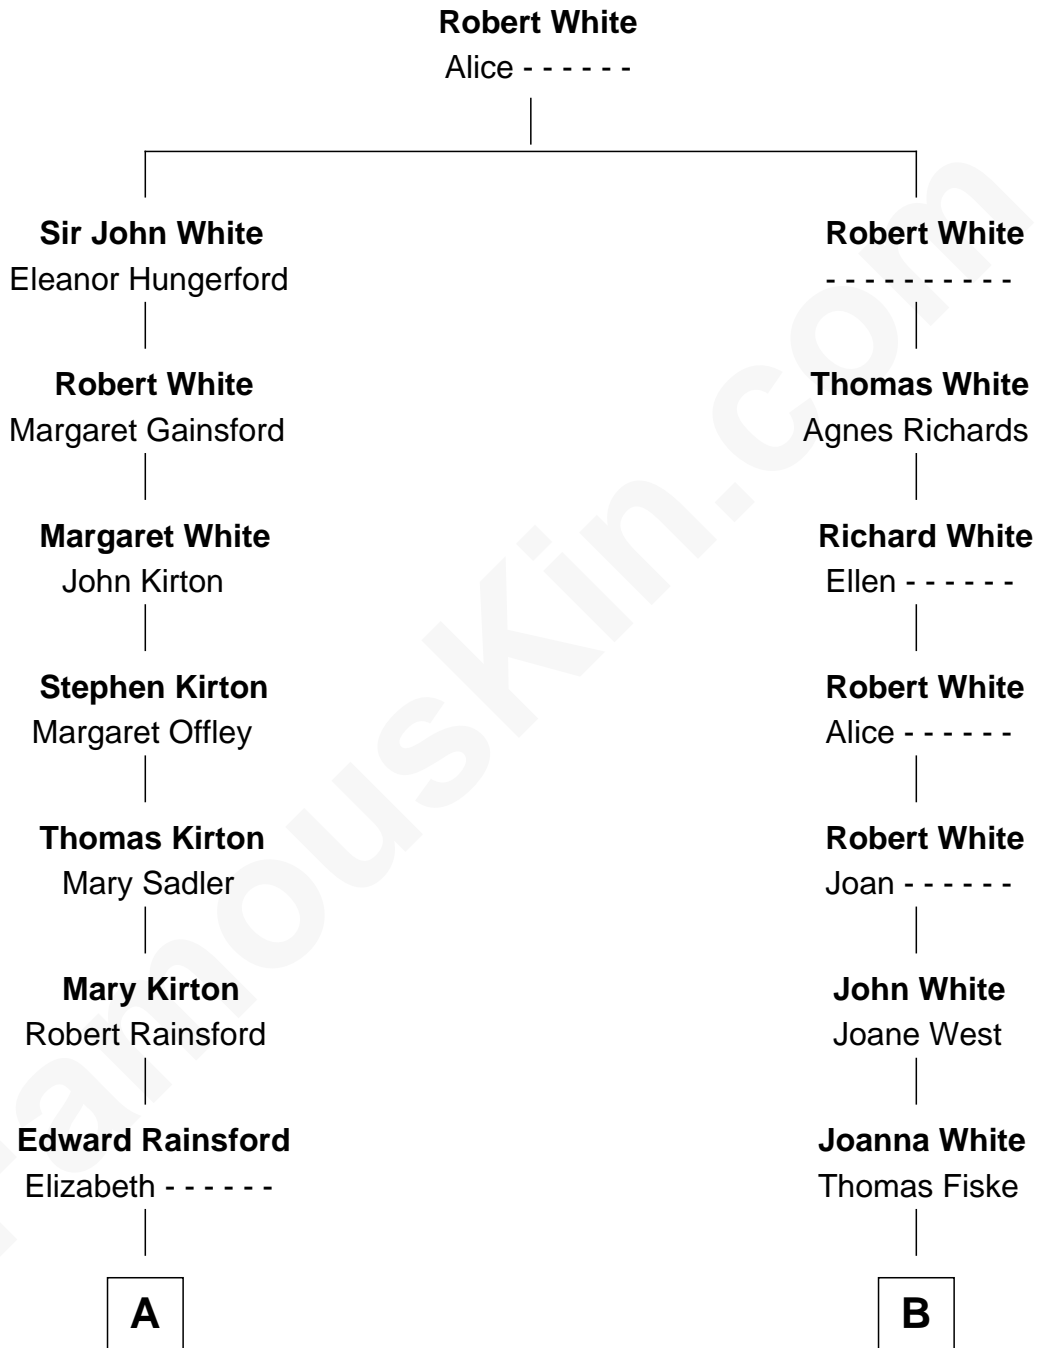 Robert White
Alice - - - - - -
Sir John White
Eleanor Hungerford
Robert White
Margaret Gainsford
Margaret White
John Kirton
Stephen Kirton
Margaret Offley
Thomas Kirton
Mary Sadler
Mary Kirton
Robert Rainsford
Edward Rainsford
Elizabeth - - - - - -
A
Robert White
- - - - - - - - - -
Thomas White
Agnes Richards
Richard White
Ellen - - - - - -
Robert White
Alice - - - - - -
Robert White
Joan - - - - - -
John White
Joane West
Joanna White
Thomas Fiske
B
FamousKin.com